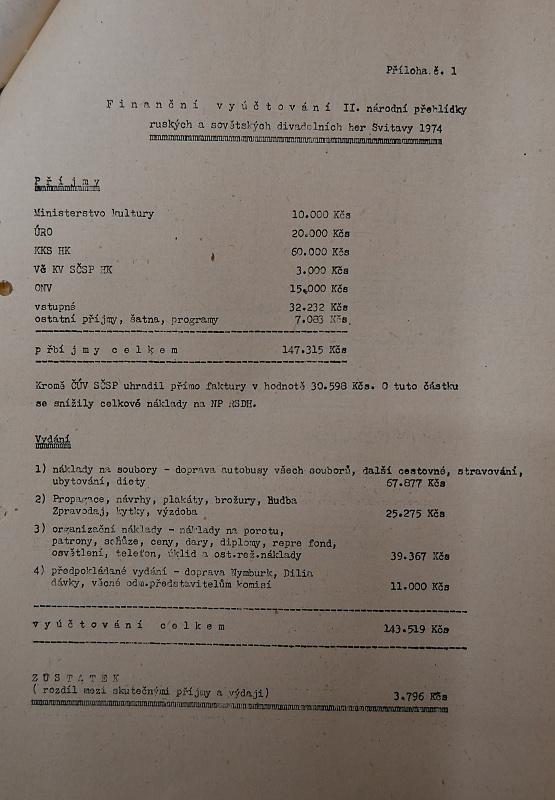 Příloha č. 1
Finanční vyúčtování II. národní přehlídky
ruských a sovětských divadelních her Svitavy 1974
Příjmy
Ministerstvo kultury 10.000 Kčs
ÚRO 20.000 Kčs
KKS HK 60.000 Kčs
Vč KV SČSP HK 3.000 Kčs
ONV 15.000 Kčs
vstupné 32.232 Kčs
ostatní příjmy, šatna, programy 7.083 Kčs
příjmy celkem 147.315 Kčs
Kromě ČÚV SČSP uhradil přímo faktury v hodnotě 30.598 Kčs. O tuto částku
se snížily celkové náklady na NP RSDH.
Vydání
1) náklady na soubory - doprava autobusy všech souborů, další cestovné, stravování,
ubytování, diety 67.877 Kčs
2) Propagace, návrhy, plakáty, brožury, Hudba
Zpravodaj, kytky, výzdoba 25.275 Kčs
3) organizační náklady - náklady na porotu,
patrony, schůze, ceny, dary, diplomy, repre fond,
osvětlení, telefon, úklid a ost.rež.náklady 39.367 Kčs
4) předpokládané vydání - doprava Nymburk, Dilia
dávky, věcné odm.představitelům komisí 11.000 Kčs
vyúčtování celkem 143.519 Kčs
ZŮSTATEK
( rozdíl mezi skutečnými příjmy a výdaji) 3.796 Kčs